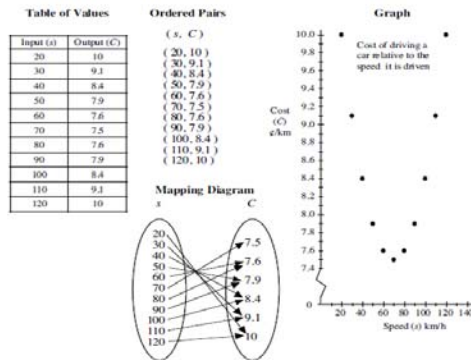 Table of Values
Input (s) Output (C)
20 10
30 9.1
40 8.4
50 7.9
60 7.6
70 7.5
80 7.6
90 7.9
100 8.4
110 9.1
120 10
Ordered Pairs
( s, C )
( 20, 10 )
( 30, 9.1 )
( 40, 8.4 )
( 50, 7.9 )
( 60, 7.6 )
( 70, 7.5 )
( 80, 7.6 )
( 90, 7.9 )
( 100, 8.4 )
( 110, 9.1 )
( 120, 10 )
Mapping Diagram
s C
20
30
40
50
60
70
80
90
100
110
120
7.5
7.6
7.9
8.4
9.1
10
Graph
Cost of driving a
car relative to the
speed it is driven
Cost
(C)
¢/km
10.0
9.8
9.6
9.4
9.2
9.0
8.8
8.6
8.4
8.2
8.0
7.8
7.6
7.4
0
20 40 60 80 100 120 140
Speed (s) km/h